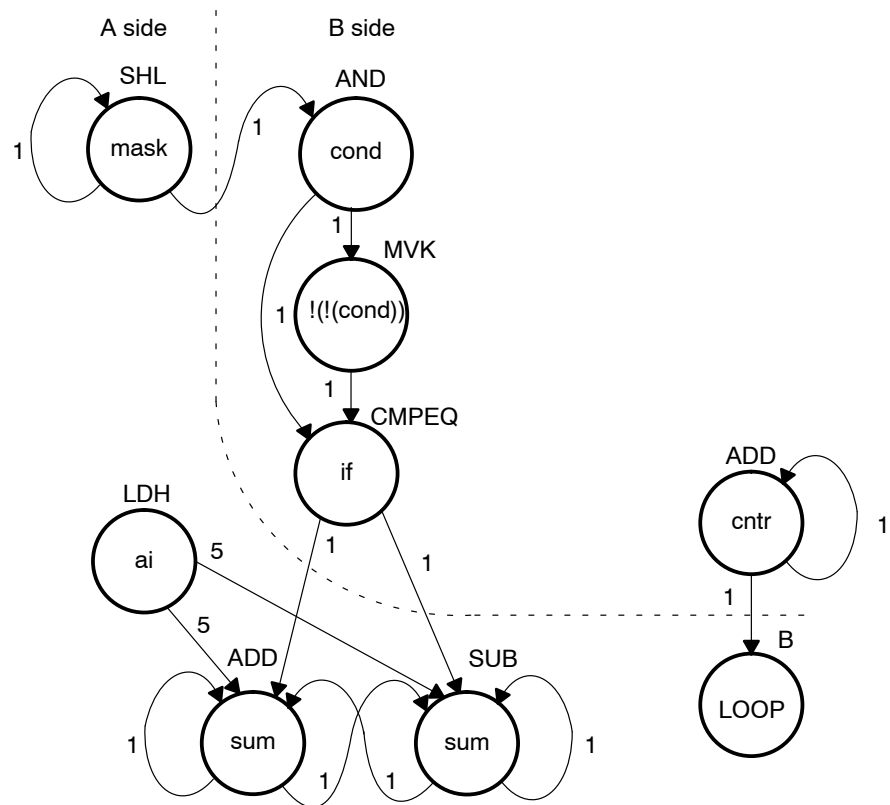 A side
B side
SHL
AND
1
mask
1
cond
1
MVK
1
!(!(cond))
1
CMPEQ
if
ADD
LDH
cntr
1
ai
5
1
1
5
1
ADD
SUB
B
1
sum
1
1
sum
1
LOOP